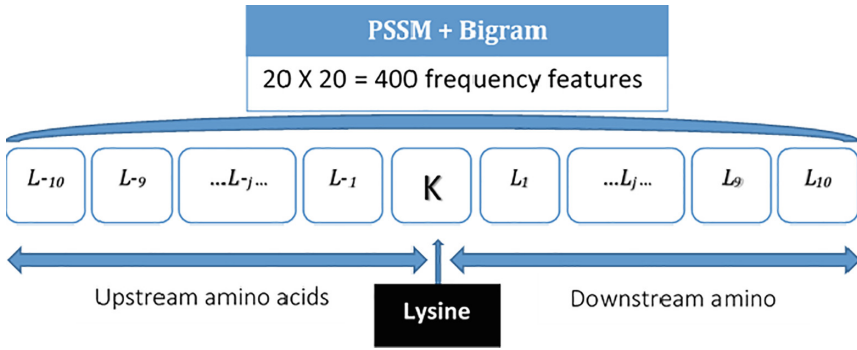 PSSM + Bigram
20 X 20 = 400 frequency features
L-10 L-9 ...L-j... L-1 K L1 ...Lj... L9 L10
Upstream amino acids Downstream amino
Lysine